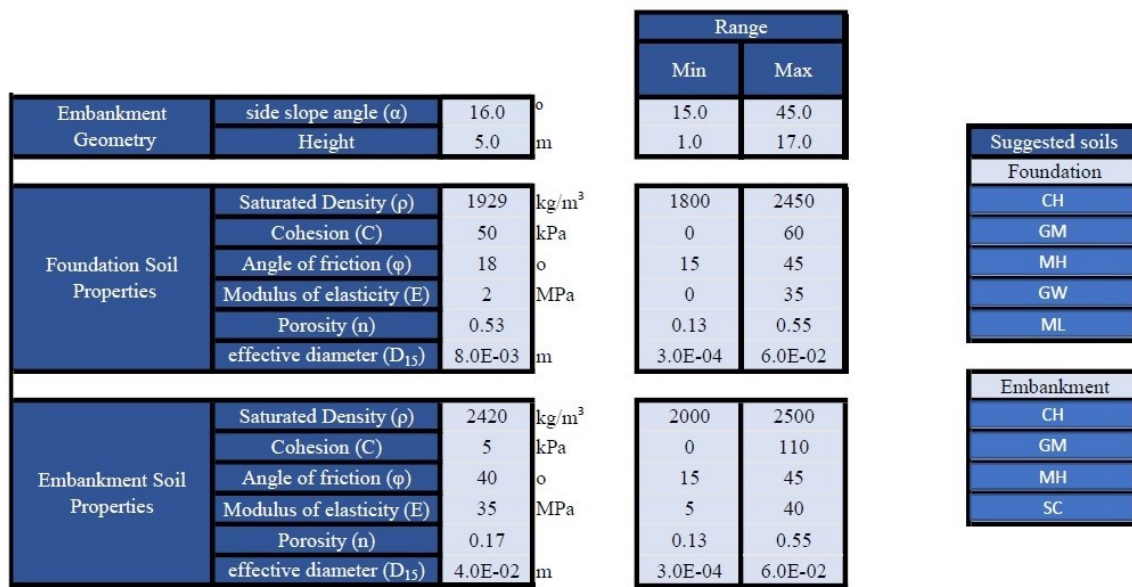 Range
Min Max
Embankment Geometry side slope angle (α) 16.0 o 15.0 45.0
Height 5.0 m 1.0 17.0
Foundation Soil Properties
Saturated Density (ρ) 1929 kg/m³ 1800 2450
Cohesion (C) 50 kPa 0 60
Angle of friction (φ) 18 o 15 45
Modulus of elasticity (E) 2 MPa 0 35
Porosity (n) 0.53 0.13 0.55
effective diameter (D₁₅) 8.0E-03 m 3.0E-04 6.0E-02
Embankment Soil Properties
Saturated Density (ρ) 2420 kg/m³ 2000 2500
Cohesion (C) 5 kPa 0 110
Angle of friction (φ) 40 o 15 45
Modulus of elasticity (E) 35 MPa 5 40
Porosity (n) 0.17 0.13 0.55
effective diameter (D₁₅) 4.0E-02 m 3.0E-04 6.0E-02
Suggested soils
Foundation
CH
GM
MH
GW
ML
Embankment
CH
GM
MH
SC